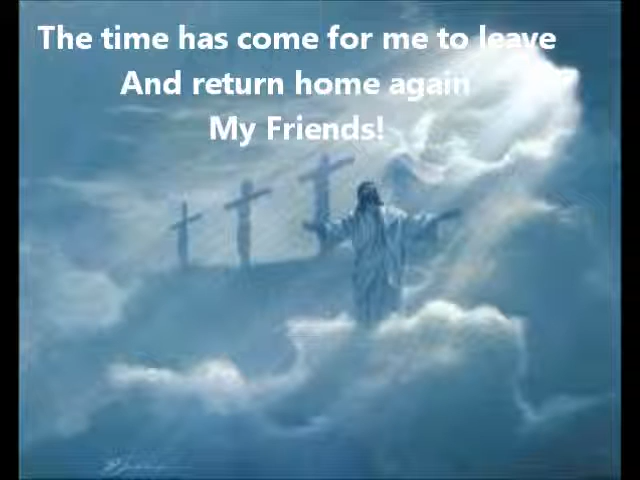 The time has come for me to leave
And return home again
My Friends!